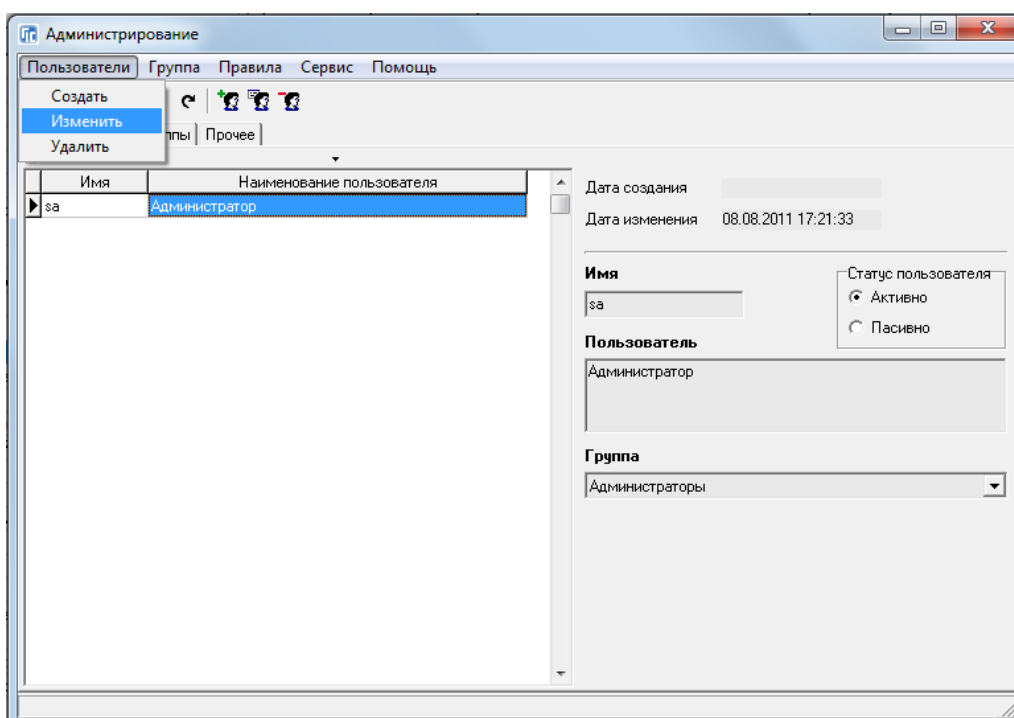 Администрирование
Пользователи Группа Правила Сервис Помощь
Создать
Изменить
Удалить
ппы Прочее
Имя Наименование пользователя
sa Администратор
Дата создания
Дата изменения 08.08.2011 17:21:33
Имя
sa
Статус пользователя
Активно
Пасивно
Пользователь
Администратор
Группа
Администраторы